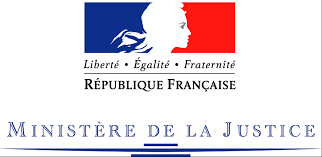 Liberté • Égalité • Fraternité
RÉPUBLIQUE FRANÇAISE
MINISTÈRE DE LA JUSTICE